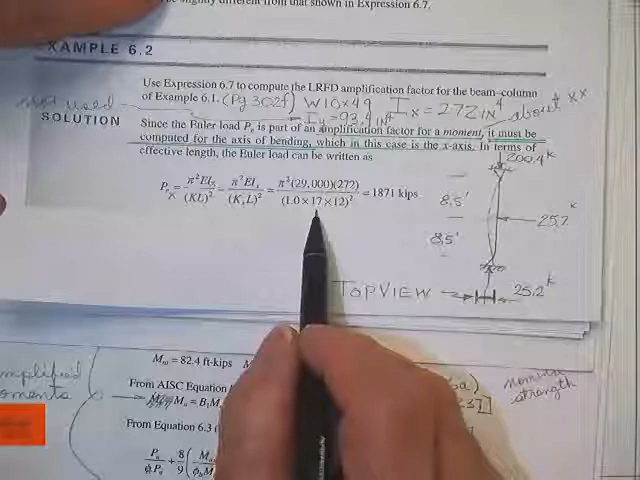 be slightly different from that shown in Expression 6.7.
XAMPLE 6.2
Use Expression 6.7 to compute the LRFD amplification factor for the beam–column
of Example 6.1. (Pg 302f) W10×49 Ix = 272 IN⁴ about xx
not used Iy = 93.4 IN⁴
SOLUTION
Since the Euler load Pe is part of an amplification factor for a moment, it must be
computed for the axis of bending, which in this case is the x-axis. In terms of
effective length, the Euler load can be written as
200.4K
Pe = π²EI/(KL)² = π²EIx/(KxL)² = π²(29,000)(272)/(1.0 × 17 × 12)² = 1871 kips
x
8.5'
25.2K
8.5'
TOP VIEW
25.2K
= 82.4 ft-kips
amplified
moments
From AISC Equation
strength
From Equation 6.3 (
Pu/ϕPn + 8/9(